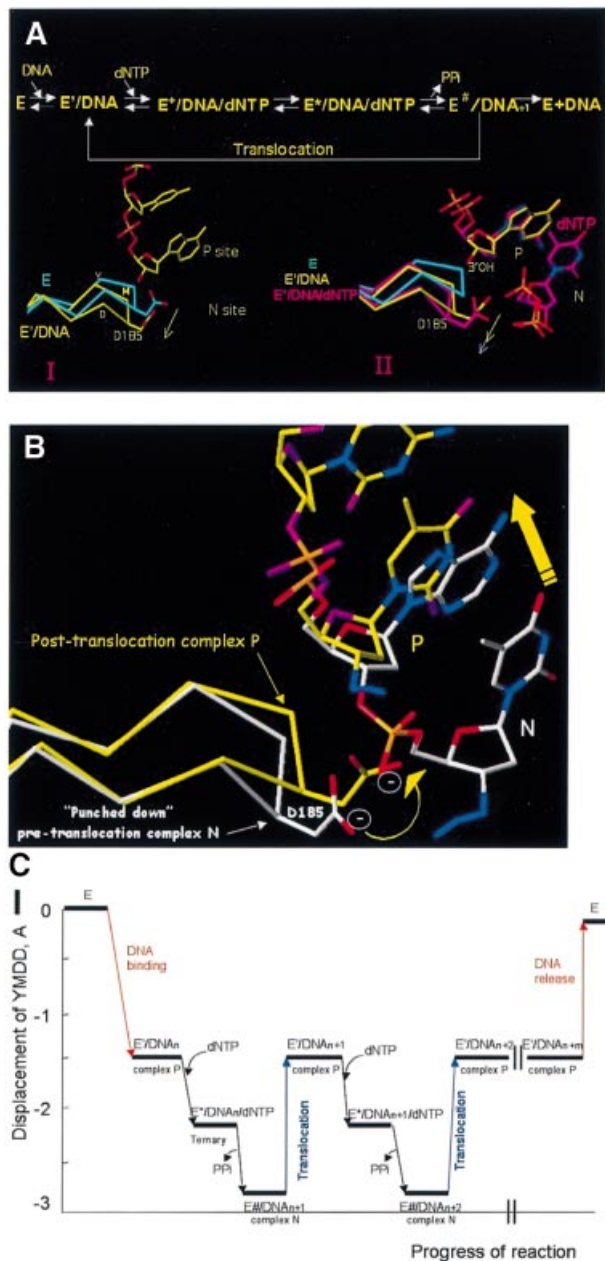 A
DNA
dNTP
PPi
E E'/DNA E*/DNA/dNTP E*/DNA/dNTP E#/DNAn+1 E+DNA
Translocation
P site
E
Y
M
D
D185
N site
E'/DNA
I
dNTP
E
E'/DNA
E*/DNA/dNTP
3'OH
P
N
D185
II
B
Post-translocation complex P
P
N
"Punched down"
pre-translocation complex N
D185
-
-
C
Displacement of YMDD, A
0
-1
-2
-3
E
DNA
binding
E'/DNAn
complex P
dNTP
E*/DNAn/dNTP
Ternary
PPi
E#/DNAn+1
complex N
Translocation
E'/DNAn+1
complex P
dNTP
E*/DNAn+1/dNTP
PPi
E#/DNAn+2
complex N
Translocation
E'/DNAn+2
complex P
E'/DNAn+m
complex P
DNA
release
E
Progress of reaction